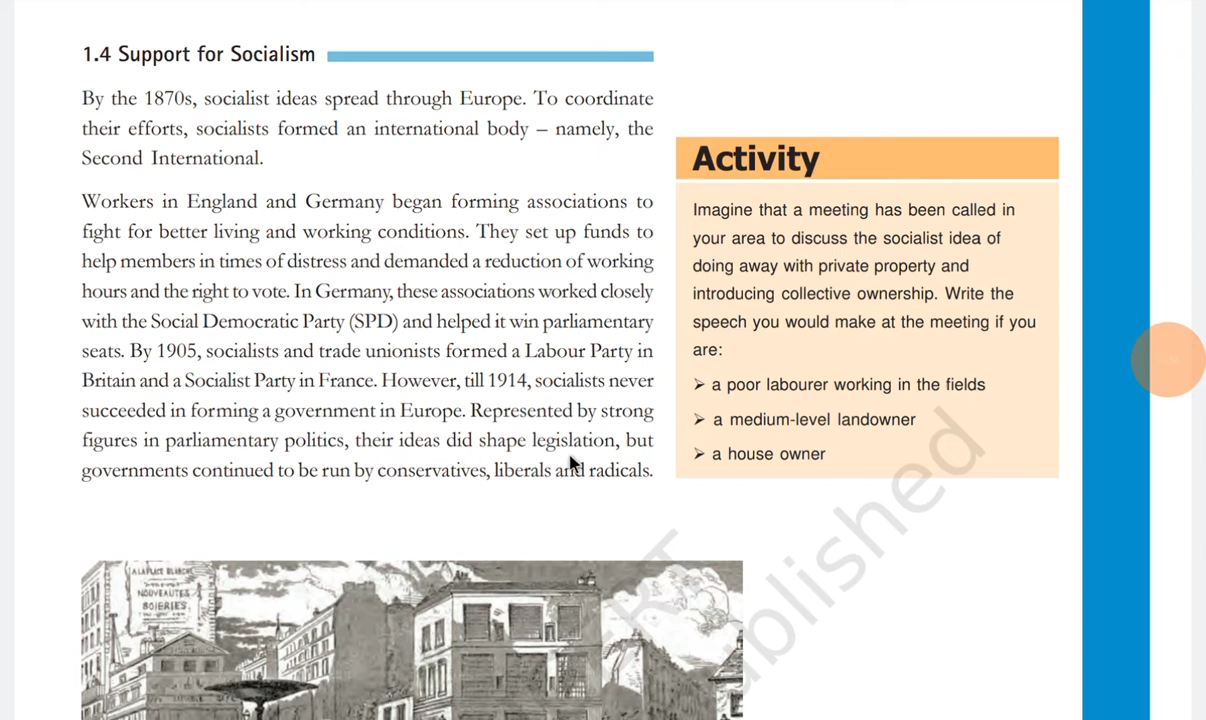 1.4 Support for Socialism
By the 1870s, socialist ideas spread through Europe. To coordinate
their efforts, socialists formed an international body – namely, the
Second International.
Workers in England and Germany began forming associations to
fight for better living and working conditions. They set up funds to
help members in times of distress and demanded a reduction of working
hours and the right to vote. In Germany, these associations worked closely
with the Social Democratic Party (SPD) and helped it win parliamentary
seats. By 1905, socialists and trade unionists formed a Labour Party in
Britain and a Socialist Party in France. However, till 1914, socialists never
succeeded in forming a government in Europe. Represented by strong
figures in parliamentary politics, their ideas did shape legislation, but
governments continued to be run by conservatives, liberals and radicals.
Activity
Imagine that a meeting has been called in
your area to discuss the socialist idea of
doing away with private property and
introducing collective ownership. Write the
speech you would make at the meeting if you
are:
➢ a poor labourer working in the fields
➢ a medium-level landowner
➢ a house owner
NOUVEAUTES